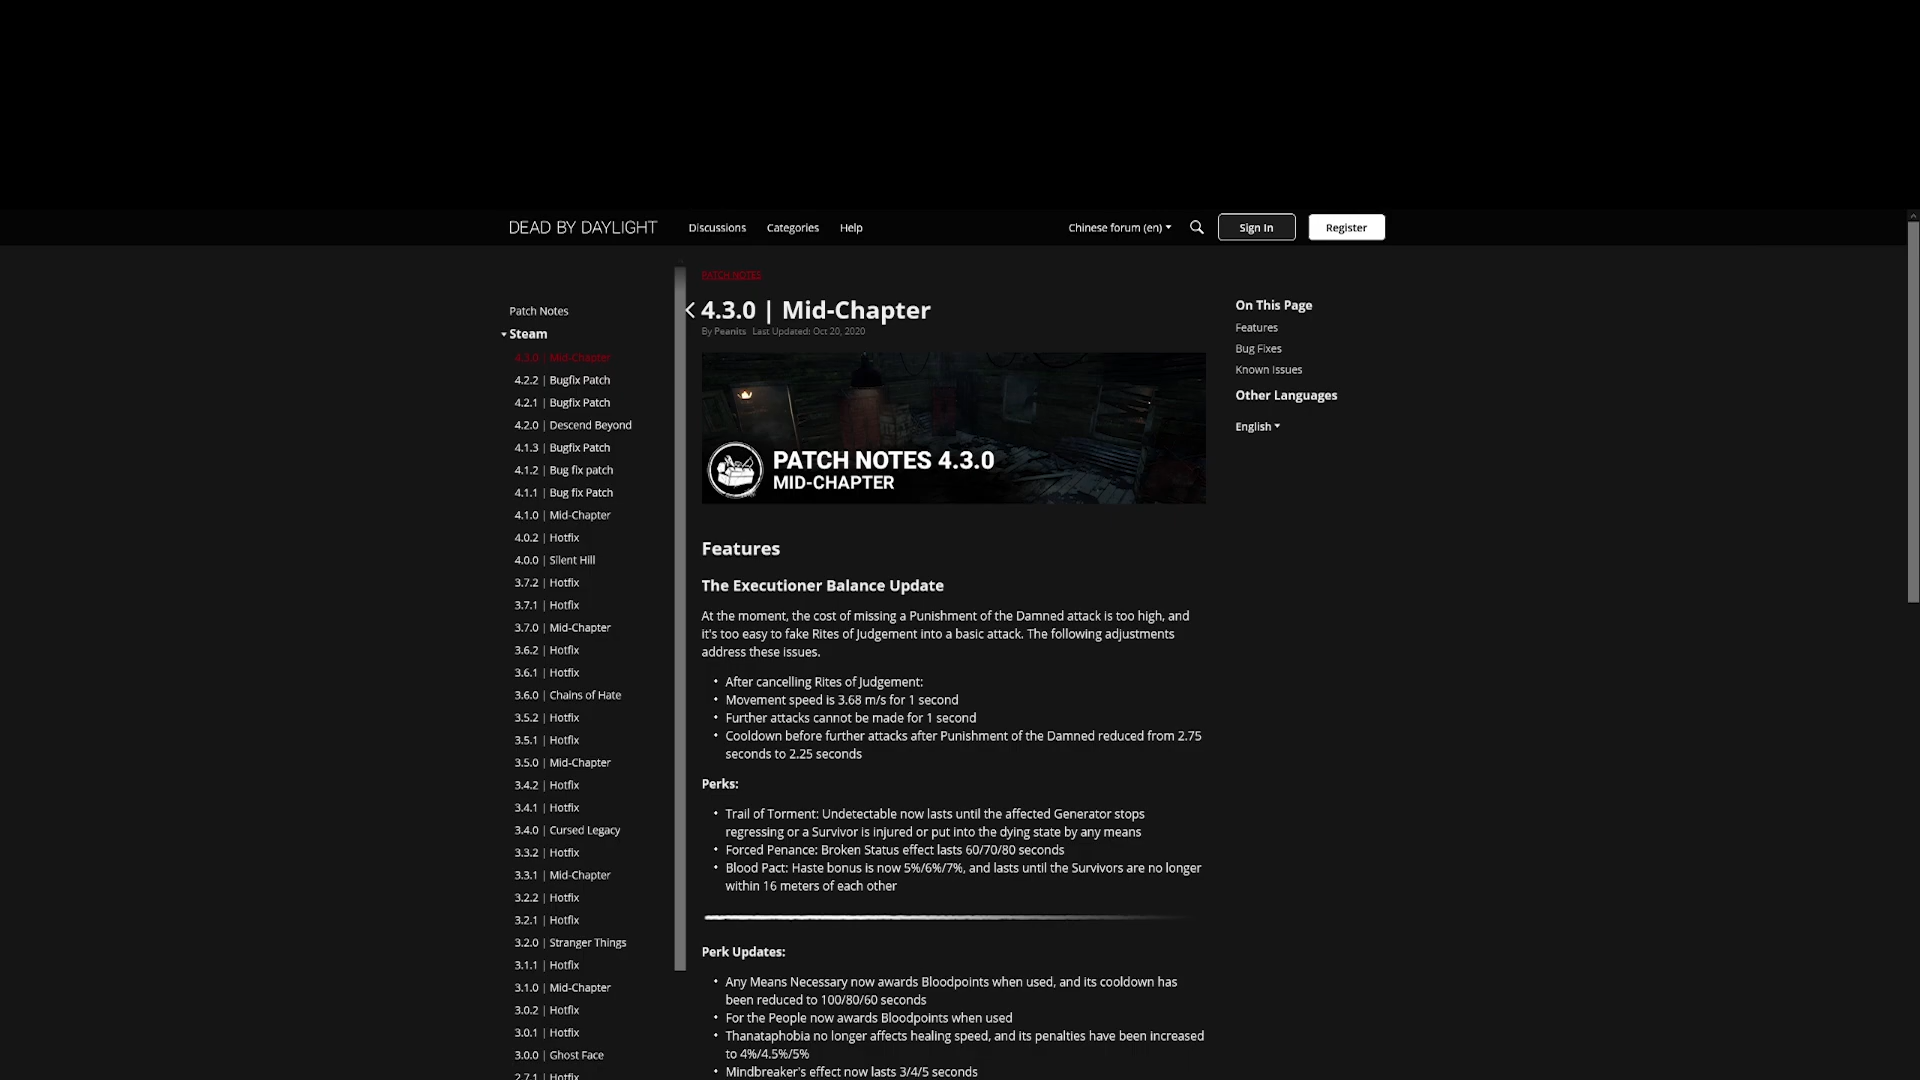 DEAD BY DAYLIGHT
Discussions
Categories
Help
Chinese forum (en)
Sign In
Register
Patch Notes
Steam
4.3.0 | Mid-Chapter
4.2.2 | Bugfix Patch
4.2.1 | Bugfix Patch
4.2.0 | Descend Beyond
4.1.3 | Bugfix Patch
4.1.2 | Bug fix patch
4.1.1 | Bug fix Patch
4.1.0 | Mid-Chapter
4.0.2 | Hotfix
4.0.0 | Silent Hill
3.7.2 | Hotfix
3.7.1 | Hotfix
3.7.0 | Mid-Chapter
3.6.2 | Hotfix
3.6.1 | Hotfix
3.6.0 | Chains of Hate
3.5.2 | Hotfix
3.5.1 | Hotfix
3.5.0 | Mid-Chapter
3.4.2 | Hotfix
3.4.1 | Hotfix
3.4.0 | Cursed Legacy
3.3.2 | Hotfix
3.3.1 | Mid-Chapter
3.2.2 | Hotfix
3.2.1 | Hotfix
3.2.0 | Stranger Things
3.1.1 | Hotfix
3.1.0 | Mid-Chapter
3.0.2 | Hotfix
3.0.1 | Hotfix
3.0.0 | Ghost Face
2.7.1 | Hotfix
PATCH NOTES
4.3.0 | Mid-Chapter
By Peanits Last Updated: Oct 20, 2020
PATCH NOTES 4.3.0
MID-CHAPTER
Features
The Executioner Balance Update
At the moment, the cost of missing a Punishment of the Damned attack is too high, and
it's too easy to fake Rites of Judgement into a basic attack. The following adjustments
address these issues.
• After cancelling Rites of Judgement:
• Movement speed is 3.68 m/s for 1 second
• Further attacks cannot be made for 1 second
• Cooldown before further attacks after Punishment of the Damned reduced from 2.75
seconds to 2.25 seconds
Perks:
• Trail of Torment: Undetectable now lasts until the affected Generator stops
regressing or a Survivor is injured or put into the dying state by any means
• Forced Penance: Broken Status effect lasts 60/70/80 seconds
• Blood Pact: Haste bonus is now 5%/6%/7%, and lasts until the Survivors are no longer
within 16 meters of each other
Perk Updates:
• Any Means Necessary now awards Bloodpoints when used, and its cooldown has
been reduced to 100/80/60 seconds
• For the People now awards Bloodpoints when used
• Thanataphobia no longer affects healing speed, and its penalties have been increased
to 4%/4.5%/5%
• Mindbreaker's effect now lasts 3/4/5 seconds
On This Page
Features
Bug Fixes
Known Issues
Other Languages
English